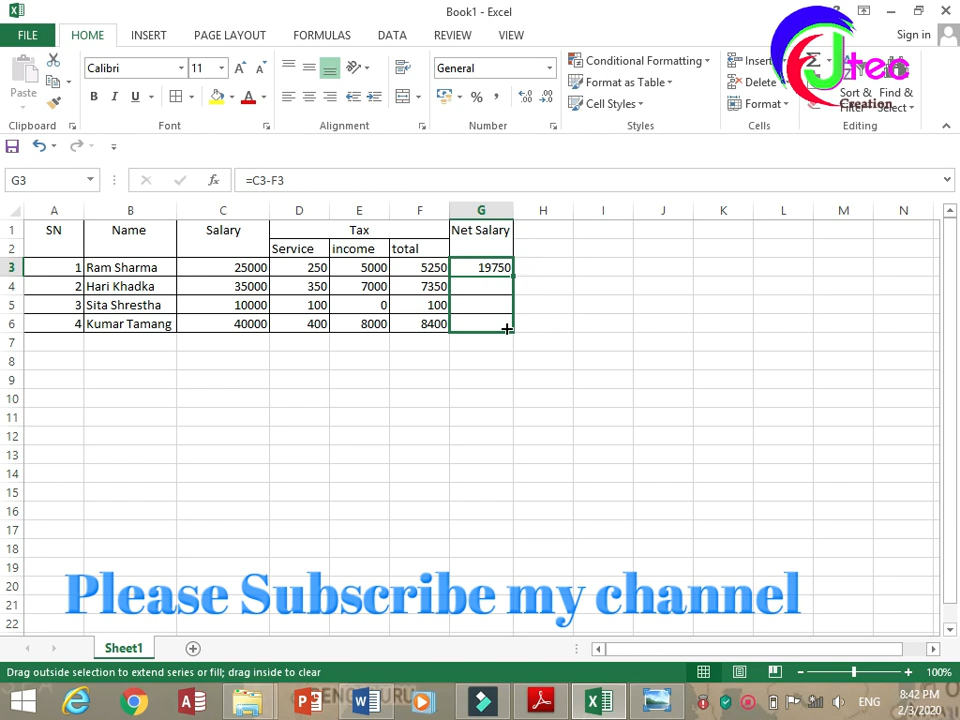 Book1 - Excel
?
FILE HOME INSERT PAGE LAYOUT FORMULAS DATA REVIEW VIEW Sign in
Jtec
Creation
Paste
Calibri 11
B I U
General
Conditional Formatting
Format as Table
Cell Styles
Insert
Delete
Format
Sort & Filter
Find & Select
Clipboard Font Alignment Number Styles Cells Editing
G3 fx =C3-F3
A B C D E F G H I J K L M N
1 SN Name Salary Tax Net Salary
2 Service income total
3 1 Ram Sharma 25000 250 5000 5250 19750
4 2 Hari Khadka 35000 350 7000 7350
5 3 Sita Shrestha 10000 100 0 100
6 4 Kumar Tamang 40000 400 8000 8400
7
8
9
10
11
12
13
14
15
16
17
18
19
20
21
22
Please Subscribe my channel
Sheet1
Drag outside selection to extend series or fill; drag inside to clear 100%
ENG
8:42 PM
2/3/2020